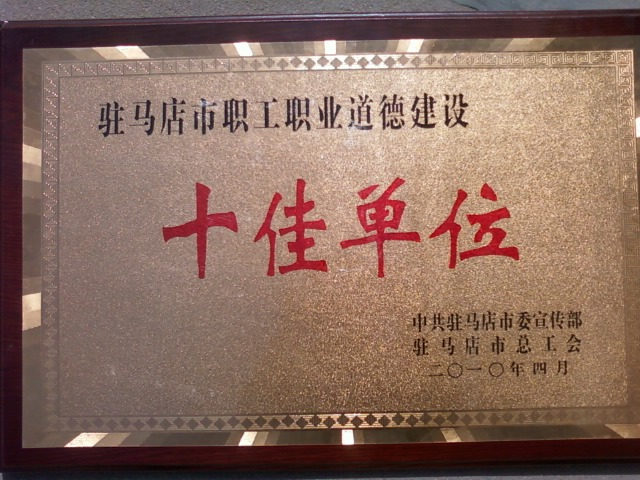 驻马店市职工职业道德建设
十佳单位
中共驻马店市委宣传部
驻马店市总工会
二〇一〇年四月